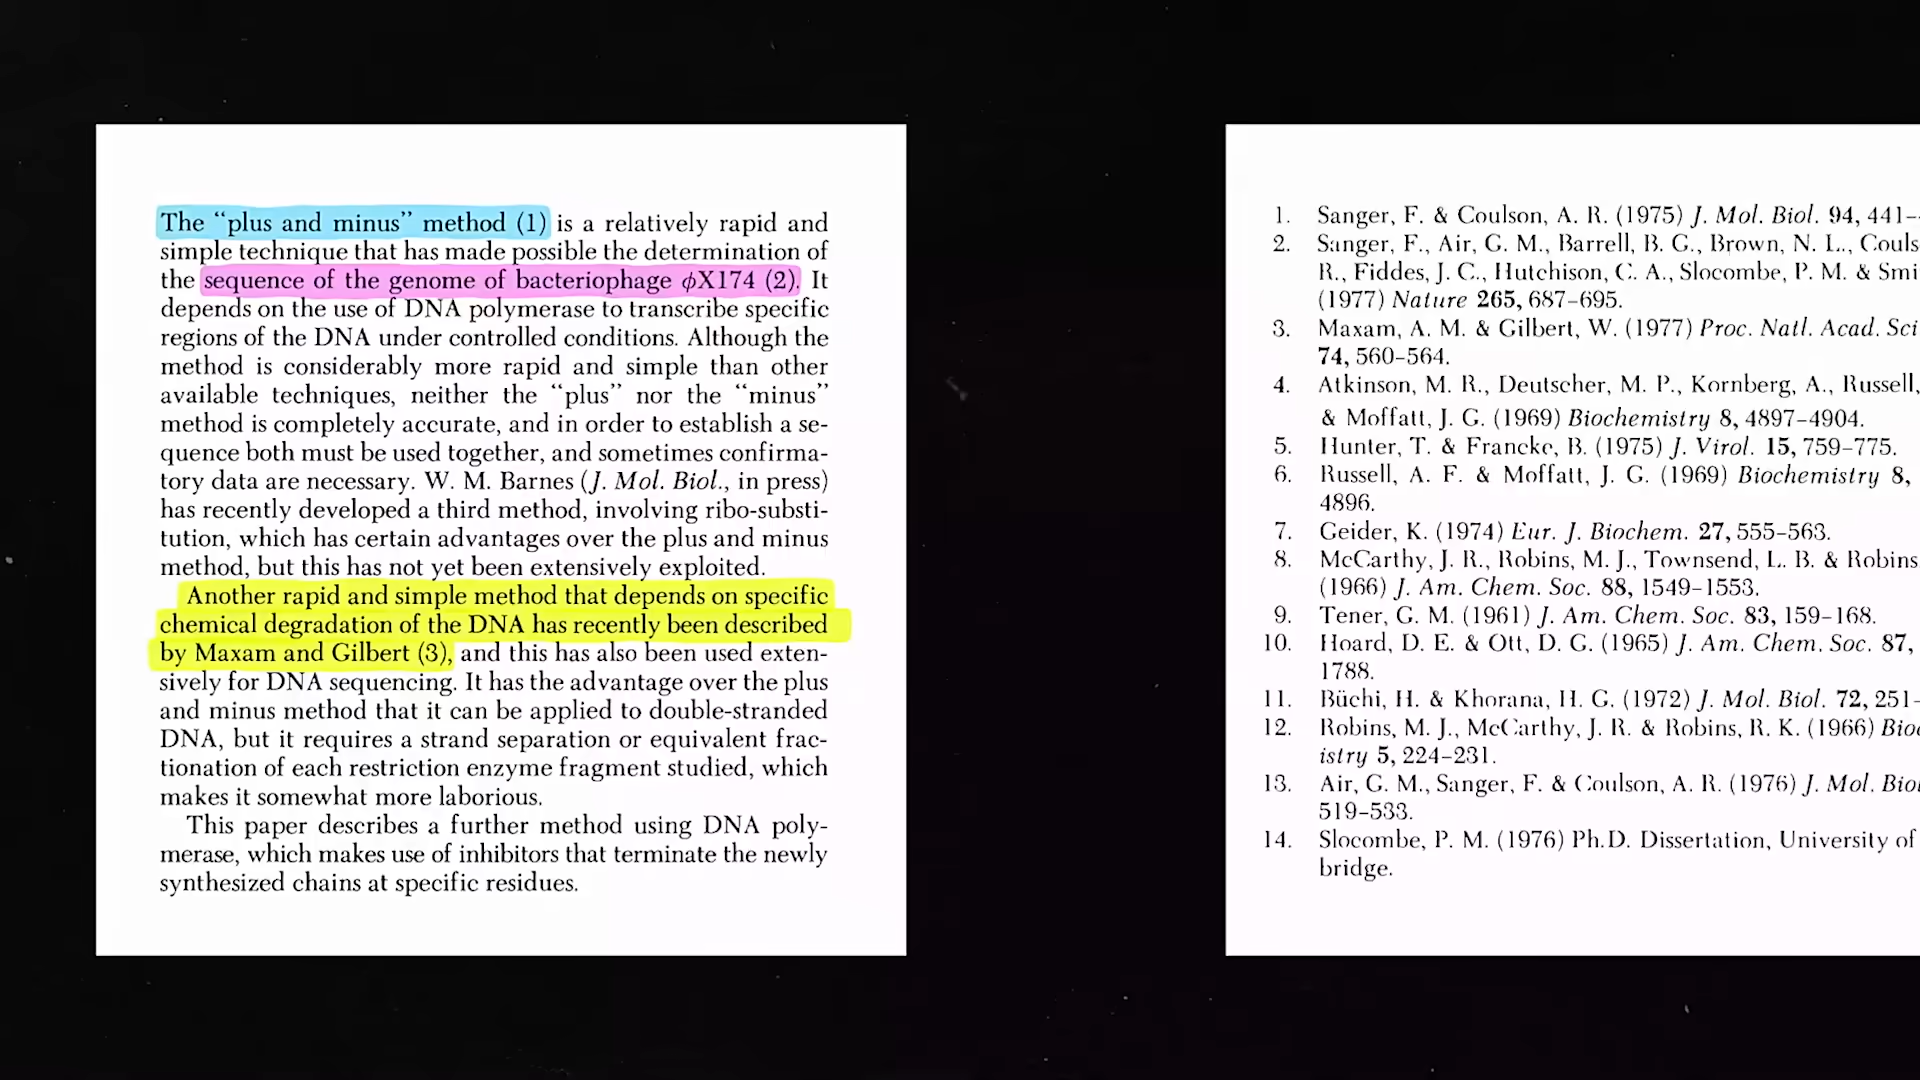 The “plus and minus” method (1) is a relatively rapid and
simple technique that has made possible the determination of
the sequence of the genome of bacteriophage ϕX174 (2). It
depends on the use of DNA polymerase to transcribe specific
regions of the DNA under controlled conditions. Although the
method is considerably more rapid and simple than other
available techniques, neither the “plus” nor the “minus”
method is completely accurate, and in order to establish a se-
quence both must be used together, and sometimes confirma-
tory data are necessary. W. M. Barnes (J. Mol. Biol., in press)
has recently developed a third method, involving ribo-substi-
tution, which has certain advantages over the plus and minus
method, but this has not yet been extensively exploited.
Another rapid and simple method that depends on specific
chemical degradation of the DNA has recently been described
by Maxam and Gilbert (3), and this has also been used exten-
sively for DNA sequencing. It has the advantage over the plus
and minus method that it can be applied to double-stranded
DNA, but it requires a strand separation or equivalent frac-
tionation of each restriction enzyme fragment studied, which
makes it somewhat more laborious.
This paper describes a further method using DNA poly-
merase, which makes use of inhibitors that terminate the newly
synthesized chains at specific residues.
1. Sanger, F. & Coulson, A. R. (1975) J. Mol. Biol. 94, 441–
2. Sanger, F., Air, G. M., Barrell, B. G., Brown, N. L., Couls
R., Fiddes, J. C., Hutchison, C. A., Slocombe, P. M. & Smi
(1977) Nature 265, 687–695.
3. Maxam, A. M. & Gilbert, W. (1977) Proc. Natl. Acad. Sci
74, 560–564.
4. Atkinson, M. R., Deutscher, M. P., Kornberg, A., Russell,
& Moffatt, J. G. (1969) Biochemistry 8, 4897–4904.
5. Hunter, T. & Francke, B. (1975) J. Virol. 15, 759–775.
6. Russell, A. F. & Moffatt, J. G. (1969) Biochemistry 8,
4896.
7. Geider, K. (1974) Eur. J. Biochem. 27, 555–563.
8. McCarthy, J. R., Robins, M. J., Townsend, L. B. & Robins
(1966) J. Am. Chem. Soc. 88, 1549–1553.
9. Tener, G. M. (1961) J. Am. Chem. Soc. 83, 159–168.
10. Hoard, D. E. & Ott, D. G. (1965) J. Am. Chem. Soc. 87,
1788.
11. Büchi, H. & Khorana, H. G. (1972) J. Mol. Biol. 72, 251–
12. Robins, M. J., McCarthy, J. R. & Robins, R. K. (1966) Bioc
istry 5, 224–231.
13. Air, G. M., Sanger, F. & Coulson, A. R. (1976) J. Mol. Biol
519–533.
14. Slocombe, P. M. (1976) Ph.D. Dissertation, University of
bridge.